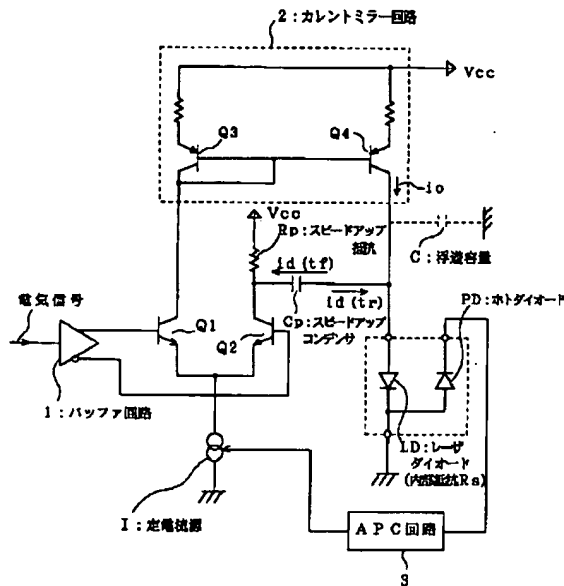 2:カレントミラー回路
Vcc
Q3
Q4
io
Vcc
Rp:スピードアップ
抵抗
C:浮遊容量
id(tf)
電気信号
id(tr)
PD:ホトダイオード
Q1
Q2
Cp:スピードアップ
コンデンサ
1:バッファ回路
LD:レーザ
ダイオード
(内部抵抗Rs)
I:定電流源
APC回路
3